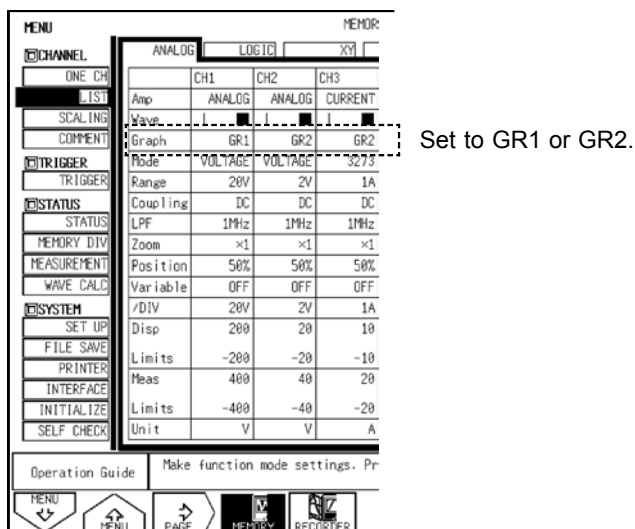 MENU
MEMOR
CHANNEL
ONE CH
LIST
SCALING
COMMENT
TRIGGER
TRIGGER
STATUS
STATUS
MEMORY DIV
MEASUREMENT
WAVE CALC
SYSTEM
SET UP
FILE SAVE
PRINTER
INTERFACE
INITIALIZE
SELF CHECK
ANALOG LOGIC XY
CH1 CH2 CH3
Amp ANALOG ANALOG CURRENT
Wave
Graph GR1 GR2 GR2
Mode VOLTAGE VOLTAGE 3273
Range 20V 2V 1A
Coupling DC DC DC
LPF 1MHz 1MHz 1MHz
Zoom ×1 ×1 ×1
Position 50% 50% 50%
Variable OFF OFF OFF
/DIV 20V 2V 1A
Disp 200 20 10
Limits -200 -20 -10
Meas 400 40 20
Limits -400 -40 -20
Unit V V A
Set to GR1 or GR2.
Operation Guide
Make function mode settings. Pr
MENU
MENU
PAGE
MEMORY
RECORDER